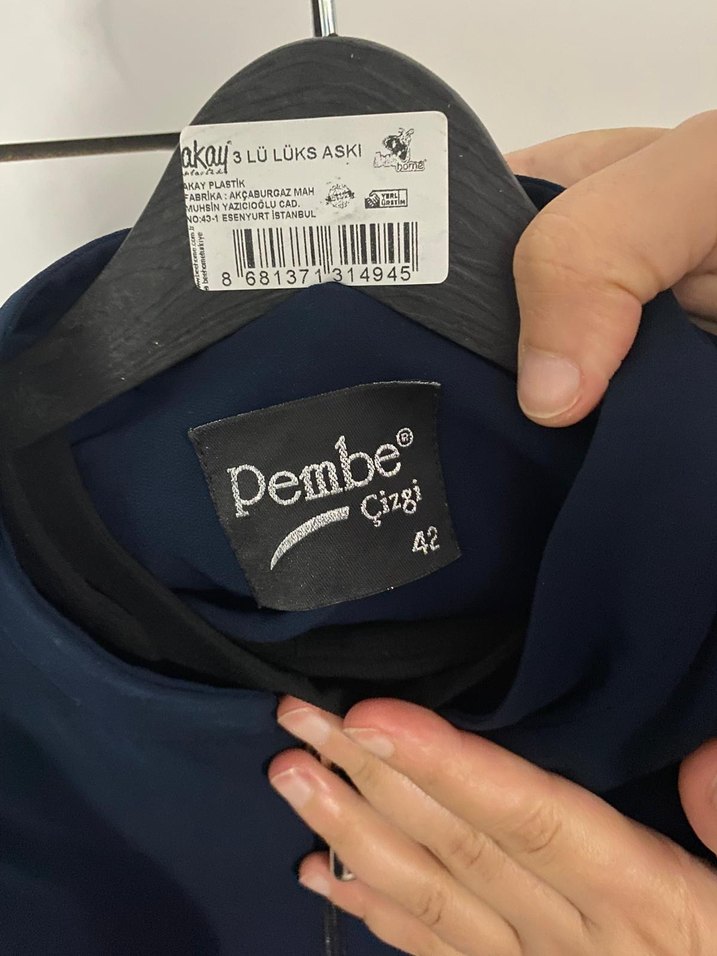 akay 3 LÜ LÜKS ASKI
home
AKAY PLASTİK
FABRİKA : AKÇABURGAZ MAH
MUHSİN YAZICIOĞLU CAD.
NO:43-1 ESENYURT İSTANBUL
YERLİ
ÜRETİM
8 681371 314945
Pembe®
Çizgi
42